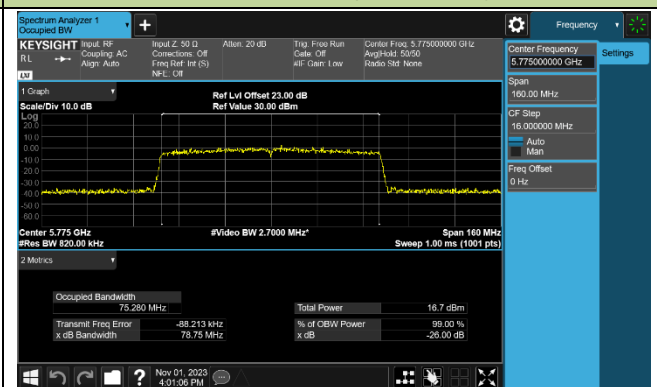 Spectrum Analyzer 1
Occupied BW
Frequency
KEYSIGHT Input: RF Input Z: 50 Ω Atten: 20 dB Trig: Free Run Center Freq: 5.775000000 GHz
RL Coupling: AC Corrections: Off Gate: Off Avg|Hold: 50/50
Align: Auto Freq Ref: Int (S) #IF Gain: Low Radio Std: None
NFE: Off
LXI
Center Frequency
5.775000000 GHz
Settings
Span
160.00 MHz
CF Step
16.000000 MHz
Auto
Man
Freq Offset
0 Hz
1 Graph
Ref Lvl Offset 23.00 dB
Scale/Div 10.0 dB Ref Value 30.00 dBm
Log
20.0
10.0
0.00
-10.0
-20.0
-30.0
-40.0
-50.0
-60.0
Center 5.775 GHz #Video BW 2.7000 MHz* Span 160 MHz
#Res BW 820.00 kHz Sweep 1.00 ms (1001 pts)
2 Metrics
Occupied Bandwidth
75.280 MHz Total Power 16.7 dBm
Transmit Freq Error -88.213 kHz % of OBW Power 99.00 %
x dB Bandwidth 78.75 MHz x dB -26.00 dB
Nov 01, 2023
4:01:06 PM